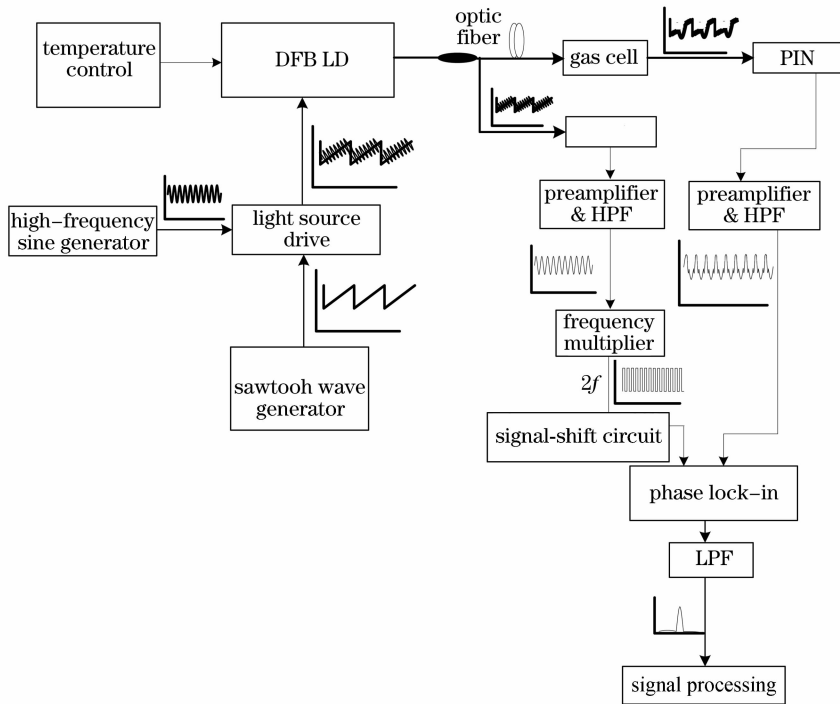 temperature
control
DFB LD
optic
fiber
gas cell
PIN
high-frequency
sine generator
light source
drive
preamplifier
& HPF
preamplifier
& HPF
sawtooh wave
generator
frequency
multiplier
2f
signal-shift circuit
phase lock-in
LPF
signal processing